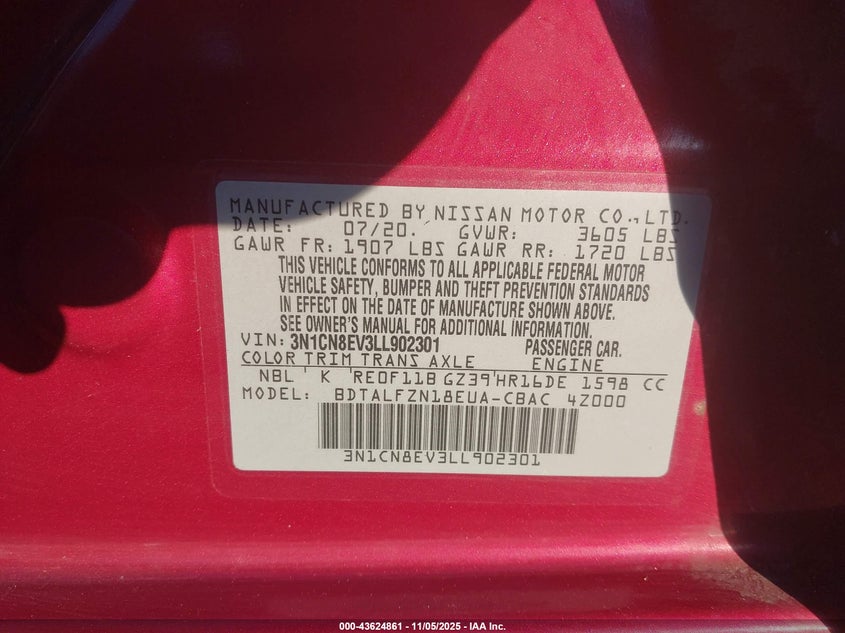 MANUFACTURED BY NISSAN MOTOR CO., LTD.
DATE: 07/20. GVWR: 3605 LBS
GAWR FR: 1907 LBS GAWR RR: 1720 LBS
THIS VEHICLE CONFORMS TO ALL APPLICABLE FEDERAL MOTOR
VEHICLE SAFETY, BUMPER AND THEFT PREVENTION STANDARDS
IN EFFECT ON THE DATE OF MANUFACTURE SHOWN ABOVE.
SEE OWNER'S MANUAL FOR ADDITIONAL INFORMATION.
VIN: 3N1CN8EV3LL902301 PASSENGER CAR.
COLOR TRIM TRANS AXLE ENGINE
NBL K RE0F11B GZ39 HR16DE 1598 CC
MODEL: BDTALFZN18EUA-CBAC 4Z000
3N1CN8EV3LL902301
000-43624861 - 11/05/2025 - IAA Inc.